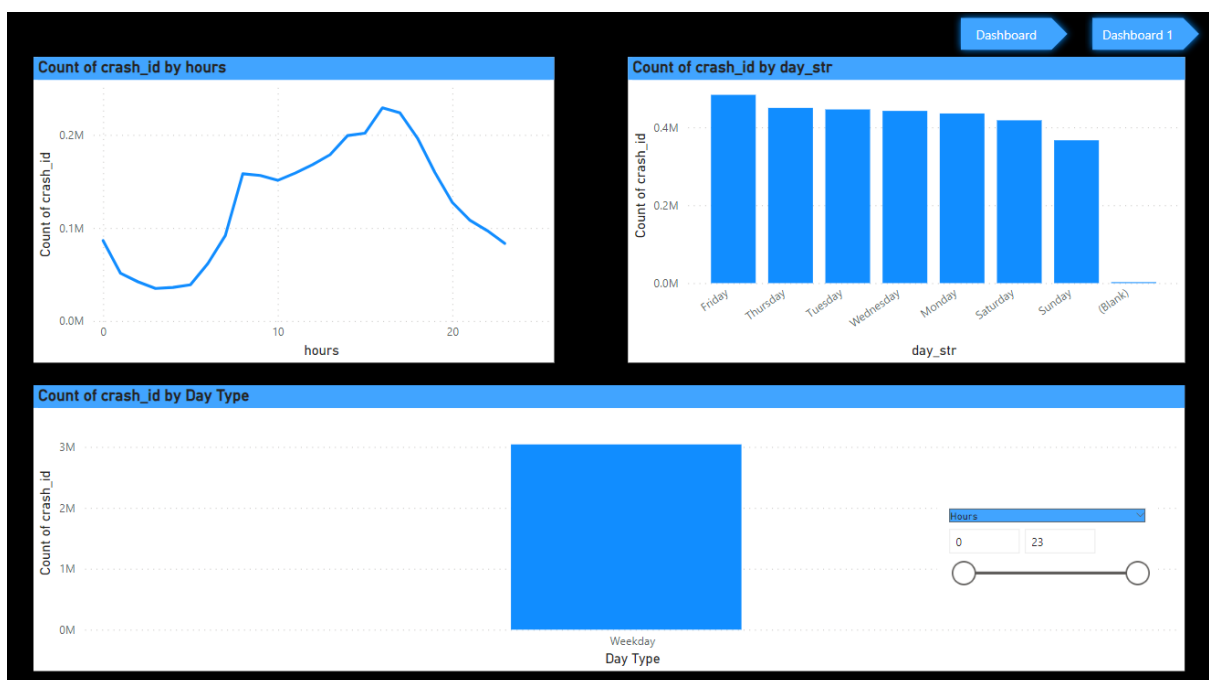 Dashboard
Dashboard 1
Count of crash_id by hours
Count of crash_id
0.2M
0.1M
0.0M
0
10
20
hours
Count of crash_id by day_str
Count of crash_id
0.4M
0.2M
0.0M
Friday
Thursday
Tuesday
Wednesday
Monday
Saturday
Sunday
(Blank)
day_str
Count of crash_id by Day Type
Count of crash_id
3M
2M
1M
0M
Weekday
Day Type
Hours
0
23